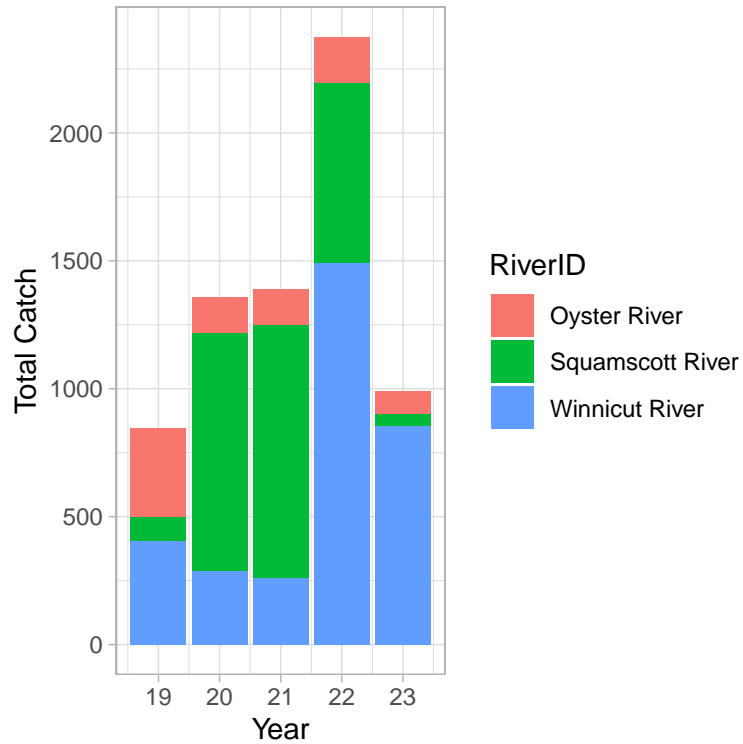 2000
1500
1000
500
0
Total Catch
19 20 21 22 23
Year
RiverID
Oyster River
Squamscott River
Winnicut River